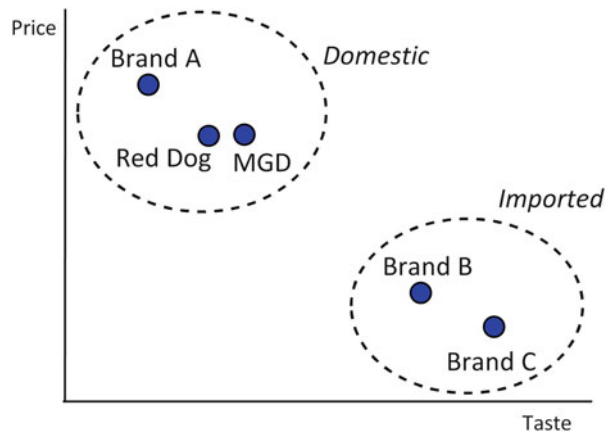 Price
Brand A
Domestic
Red Dog
MGD
Imported
Brand B
Brand C
Taste